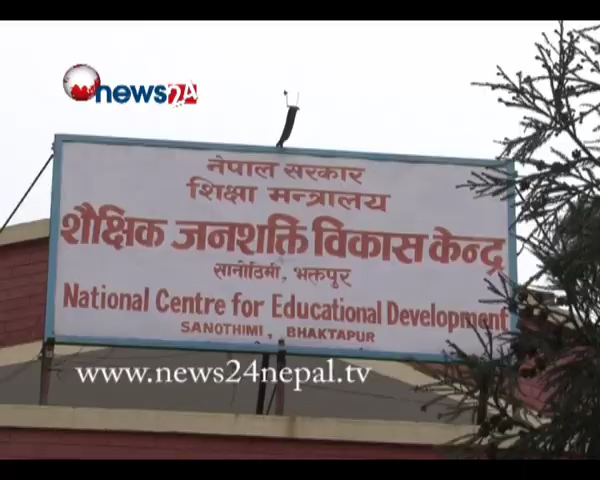 news24
नेपाल सरकार
शिक्षा मन्त्रालय
शैक्षिक जनशक्ति विकास केन्द्र
सानोठिमी, भक्तपुर
National Centre for Educational Development
SANOTHIMI, BHAKTAPUR
www.news24nepal.tv